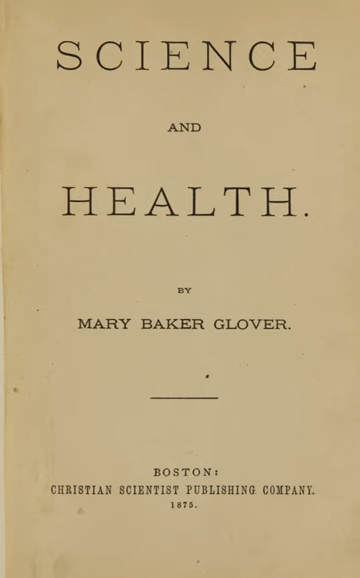 SCIENCE
AND
HEALTH.
BY
MARY BAKER GLOVER.
BOSTON:
CHRISTIAN SCIENTIST PUBLISHING COMPANY.
1875.